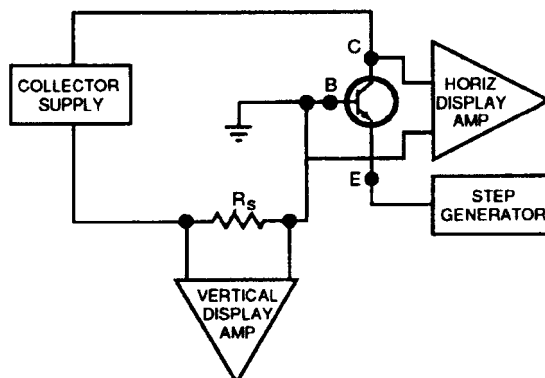 C
COLLECTOR
SUPPLY
B
HORIZ
DISPLAY
AMP
E
STEP
GENERATOR
Rs
VERTICAL
DISPLAY
AMP